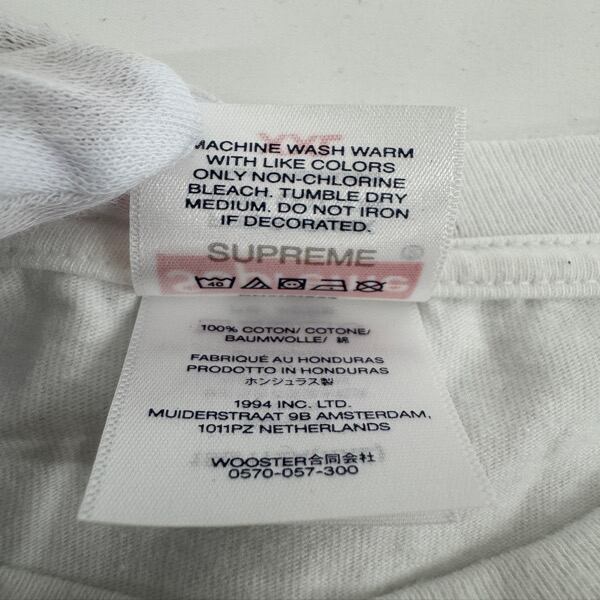 MACHINE WASH WARM
WITH LIKE COLORS
ONLY NON-CHLORINE
BLEACH. TUMBLE DRY
MEDIUM. DO NOT IRON
IF DECORATED.
SUPREME ®
40
100% COTON/ COTONE/
BAUMWOLLE/ 綿
FABRIQUÉ AU HONDURAS
PRODOTTO IN HONDURAS
ホンジュラス製
1994 INC. LTD.
MUIDERSTRAAT 9B AMSTERDAM,
1011PZ NETHERLANDS
WOOSTER合同会社
0570-057-300